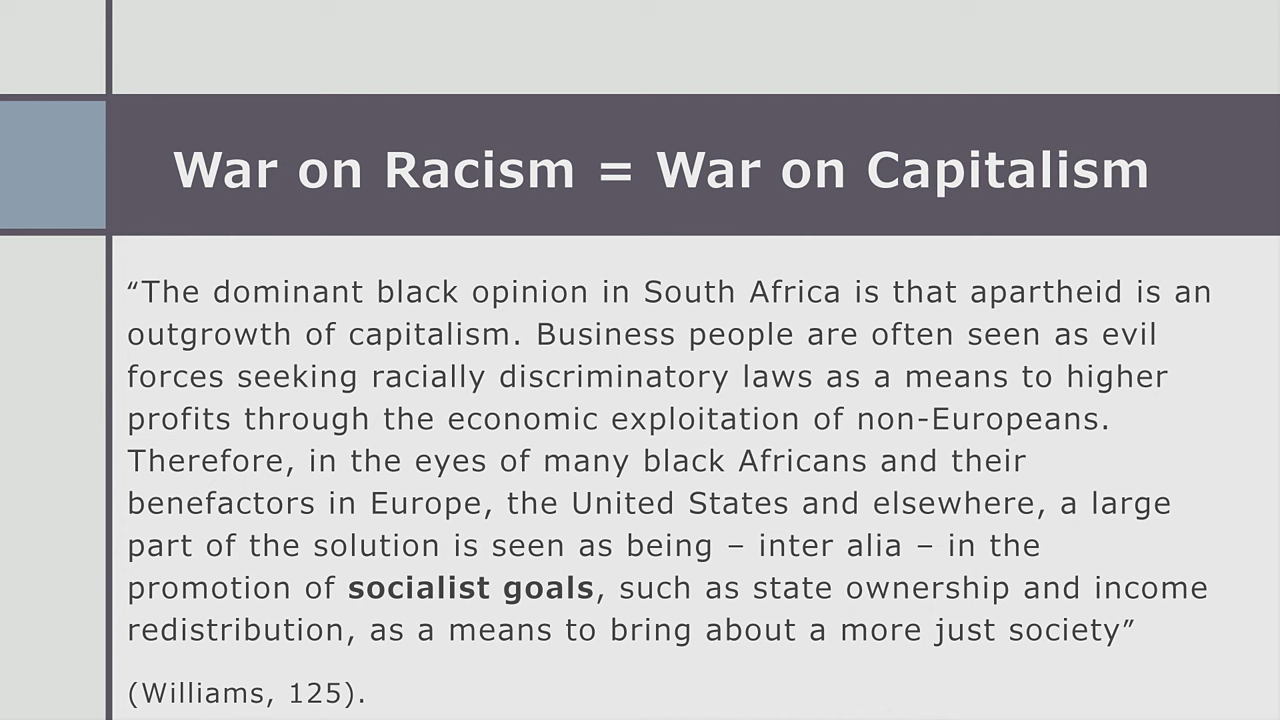 War on Racism = War on Capitalism
“The dominant black opinion in South Africa is that apartheid is an
outgrowth of capitalism. Business people are often seen as evil
forces seeking racially discriminatory laws as a means to higher
profits through the economic exploitation of non-Europeans.
Therefore, in the eyes of many black Africans and their
benefactors in Europe, the United States and elsewhere, a large
part of the solution is seen as being – inter alia – in the
promotion of socialist goals, such as state ownership and income
redistribution, as a means to bring about a more just society”
(Williams, 125).